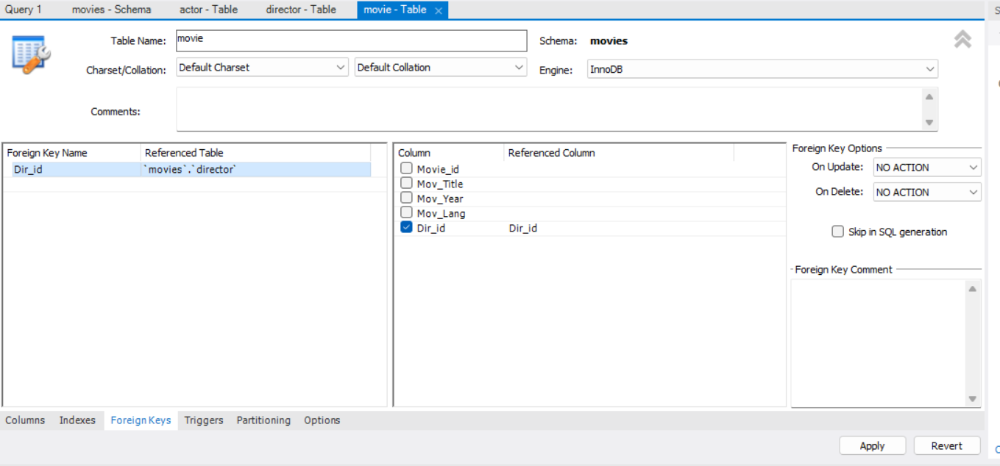 Query 1 movies - Schema actor - Table director - Table movie - Table ×
Table Name: movie Schema: movies
Charset/Collation: Default Charset Default Collation Engine: InnoDB
Comments:
Foreign Key Name Referenced Table
Dir_id `movies`.`director`
Column Referenced Column
Movie_id
Mov_Title
Mov_Year
Mov_Lang
Dir_id Dir_id
Foreign Key Options
On Update: NO ACTION
On Delete: NO ACTION
Skip in SQL generation
Foreign Key Comment
Columns Indexes Foreign Keys Triggers Partitioning Options
Apply Revert